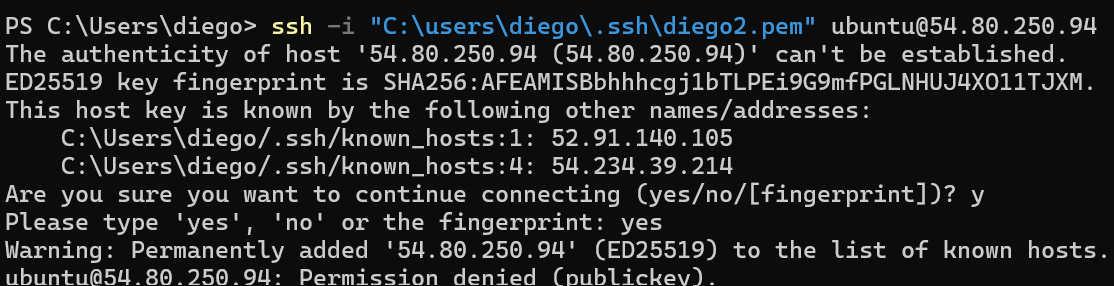 PS C:\Users\diego> ssh -i "C:\users\diego\.ssh\diego2.pem" ubuntu@54.80.250.94
The authenticity of host '54.80.250.94 (54.80.250.94)' can't be established.
ED25519 key fingerprint is SHA256:AFEAMISBbhhhcgj1bTLPEi9G9mfPGLNHUJ4XO11TJXM.
This host key is known by the following other names/addresses:
    C:\Users\diego/.ssh/known_hosts:1: 52.91.140.105
    C:\Users\diego/.ssh/known_hosts:4: 54.234.39.214
Are you sure you want to continue connecting (yes/no/[fingerprint])? y
Please type 'yes', 'no' or the fingerprint: yes
Warning: Permanently added '54.80.250.94' (ED25519) to the list of known hosts.
ubuntu@54.80.250.94: Permission denied (publickey).